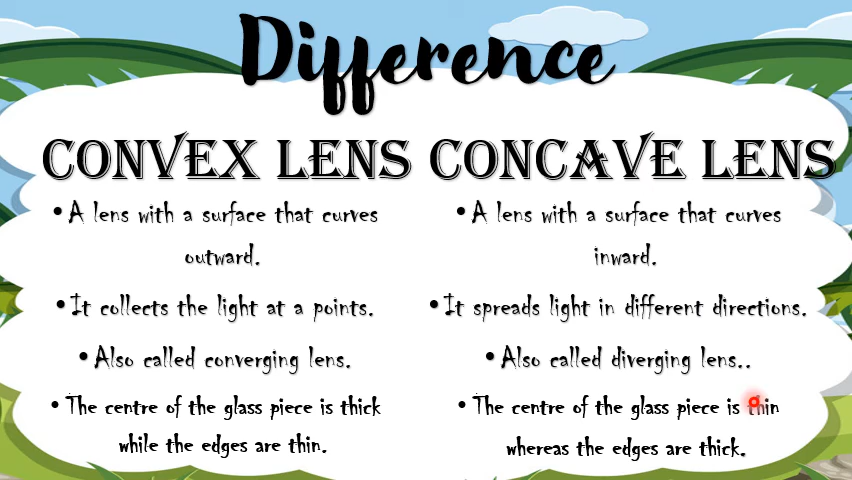 Difference
CONVEX LENS
• A lens with a surface that curves
outward.
• It collects the light at a points.
• Also called converging lens.
• The centre of the glass piece is thick
while the edges are thin.
CONCAVE LENS
• A lens with a surface that curves
inward.
• It spreads light in different directions.
• Also called diverging lens..
• The centre of the glass piece is thin
whereas the edges are thick.